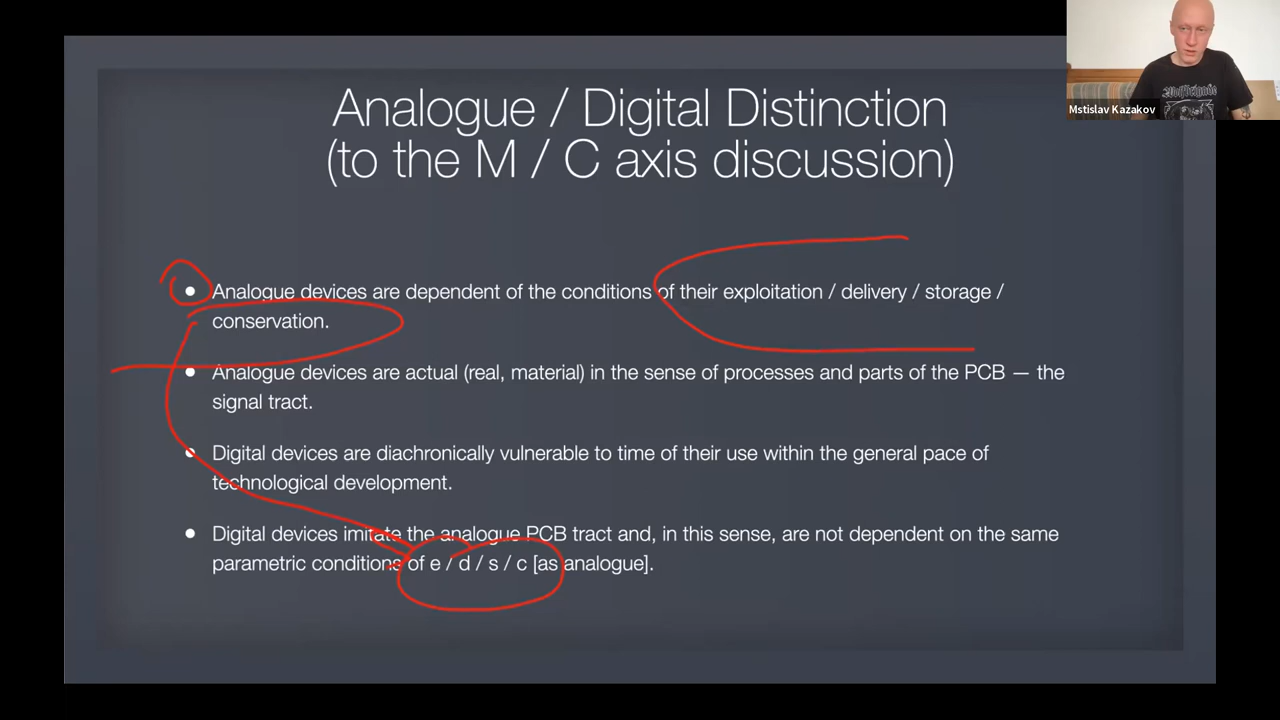 Analogue / Digital Distinction
(to the M / C axis discussion)
Mstislav Kazakov
Analogue devices are dependent of the conditions of their exploitation / delivery / storage /
conservation.
Analogue devices are actual (real, material) in the sense of processes and parts of the PCB — the
signal tract.
Digital devices are diachronically vulnerable to time of their use within the general pace of
technological development.
Digital devices imitate the analogue PCB tract and, in this sense, are not dependent on the same
parametric conditions of e / d / s / c [as analogue].